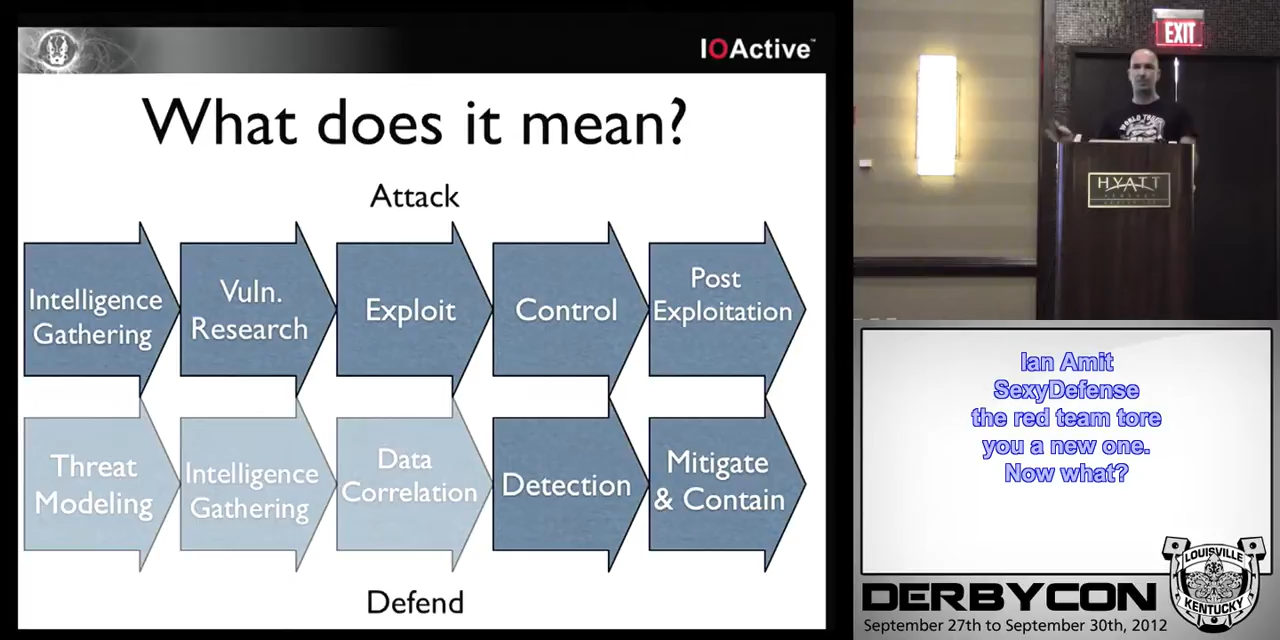 IOActive™
What does it mean?
Attack
Intelligence
Gathering
Vuln.
Research
Exploit
Control
Post
Exploitation
Threat
Modeling
Intelligence
Gathering
Data
Correlation
Detection
Mitigate
& Contain
Defend
EXIT
HYATT
Ian Amit
SexyDefense
the red team tore
you a new one.
Now what?
LOUISVILLE
KENTUCKY
DERBYCON
September 27th to September 30th, 2012